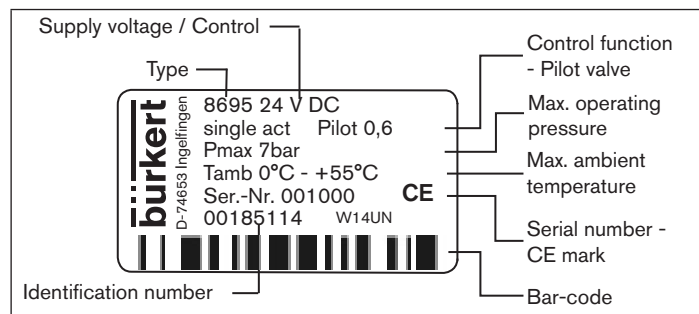 Supply voltage / Control
Type
Control function
- Pilot valve
Max. operating
pressure
Max. ambient
temperature
Serial number -
CE mark
Bar-code
Identification number
bürkert
D-74653 Ingelfingen
8695 24 V DC
single act Pilot 0,6
Pmax 7bar
Tamb 0°C - +55°C
Ser.-Nr. 001000 CE
00185114 W14UN